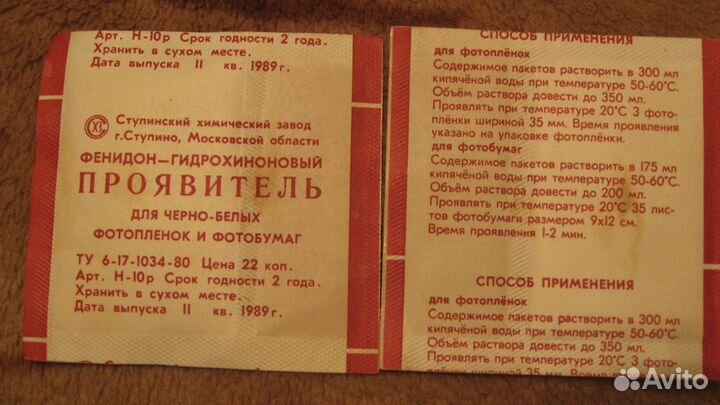 Арт. Н-10р Срок годности 2 года.
Хранить в сухом месте.
Дата выпуска II кв. 1989 г.
СХЗ
Ступинский химический завод
г. Ступино, Московской области
ФЕНИДОН—ГИДРОХИНОНОВЫЙ
ПРОЯВИТЕЛЬ
ДЛЯ ЧЕРНО-БЕЛЫХ
ФОТОПЛЕНОК И ФОТОБУМАГ
ТУ 6-17-1034-80 Цена 22 коп.
Арт. Н-10р Срок годности 2 года.
Хранить в сухом месте.
Дата выпуска II кв. 1989 г.
СПОСОБ ПРИМЕНЕНИЯ
для фотоплёнок
Содержимое пакетов растворить в 300 мл
кипячёной воды при температуре 50-60°С.
Объём раствора довести до 350 мл.
Проявлять при температуре 20°С 3 фото-
плёнки шириной 35 мм. Время проявления
указано на упаковке фотоплёнки.
для фотобумаг
Содержимое пакетов растворить в 175 мл
кипячёной воды при температуре 50-60°С.
Объём раствора довести до 200 мл.
Проявлять при температуре 20°С 35 лис-
тов фотобумаги размером 9х12 см.
Время проявления 1-2 мин.
СПОСОБ ПРИМЕНЕНИЯ
для фотоплёнок
Содержимое пакетов растворить в 300 мл
кипячёной воды при температуре 50-60°С.
Объём раствора довести до 350 мл.
Проявлять при температуре 20°С 3 фото-
плёнки шириной 35 мм. Время
Avito